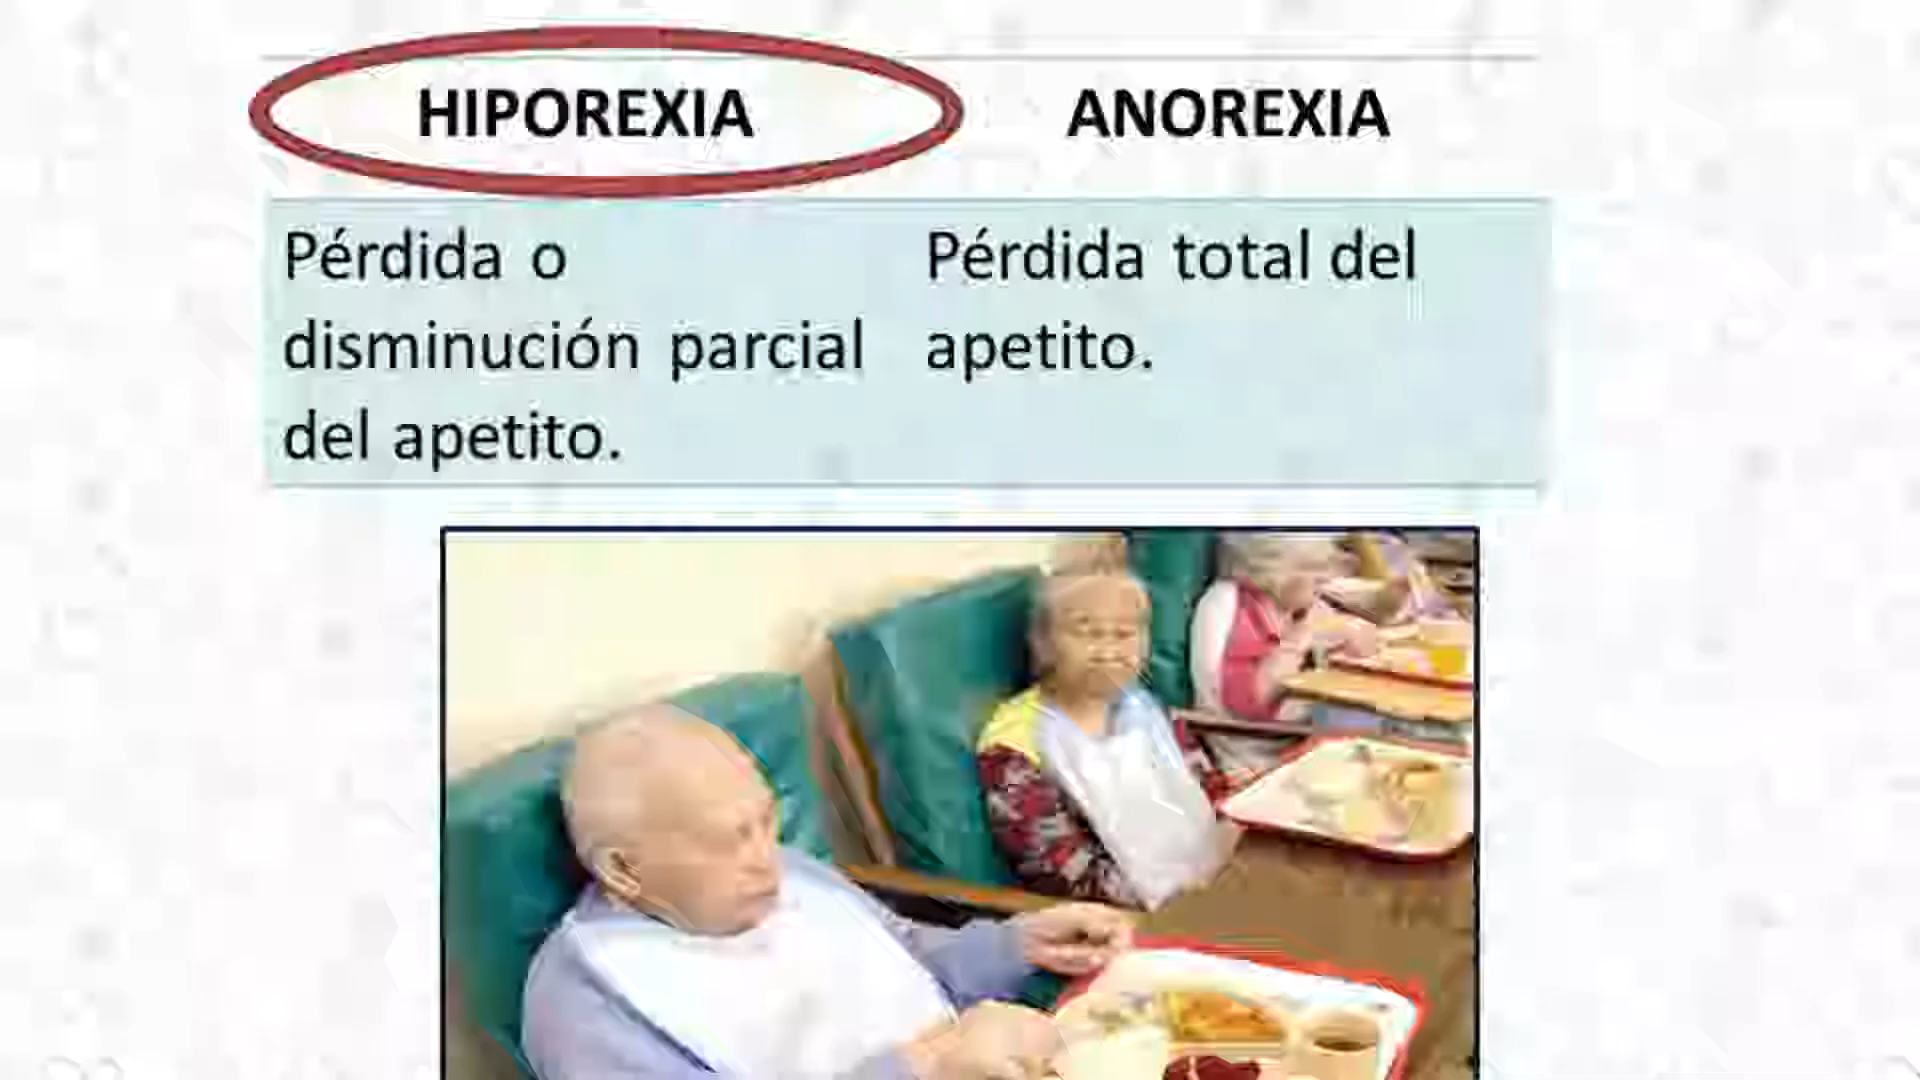 HIPOREXIA ANOREXIA
Pérdida o
disminución parcial
del apetito.
Pérdida total del
apetito.